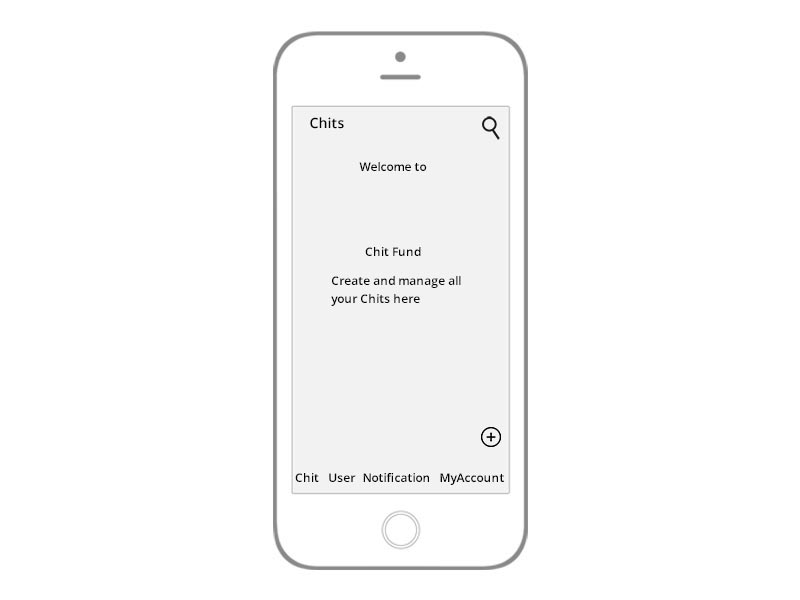 Chits
Welcome to
Chit Fund
Create and manage all
your Chits here
Chit User Notification MyAccount